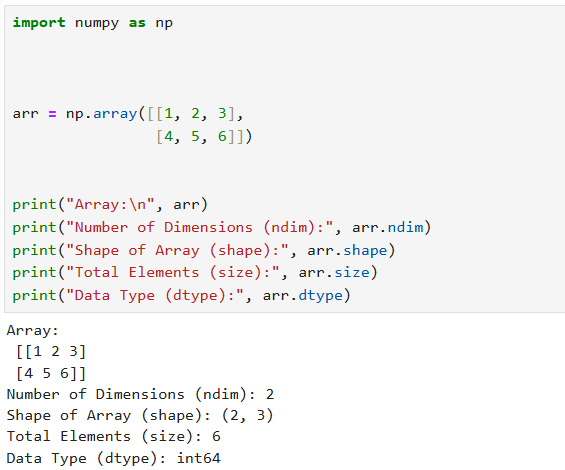 import numpy as np
arr = np.array([[1, 2, 3],
                [4, 5, 6]])
print("Array:\n", arr)
print("Number of Dimensions (ndim):", arr.ndim)
print("Shape of Array (shape):", arr.shape)
print("Total Elements (size):", arr.size)
print("Data Type (dtype):", arr.dtype)
Array:
 [[1 2 3]
 [4 5 6]]
Number of Dimensions (ndim): 2
Shape of Array (shape): (2, 3)
Total Elements (size): 6
Data Type (dtype): int64